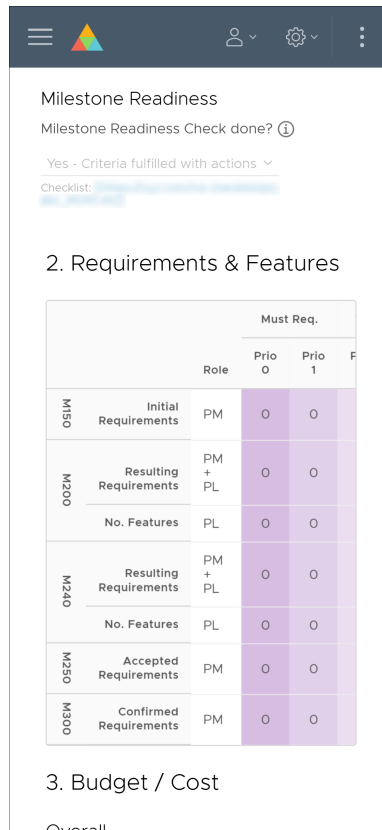 Milestone Readiness
Milestone Readiness Check done?
Yes - Criteria fulfilled with actions
Checklist:
2. Requirements & Features
Must Req.
Role Prio 0 Prio 1
M150 Initial Requirements PM 0 0
M200 Resulting Requirements PM + PL 0 0
No. Features PL 0 0
M240 Resulting Requirements PM + PL 0 0
No. Features PL 0 0
M250 Accepted Requirements PM 0 0
M300 Confirmed Requirements PM 0 0
3. Budget / Cost
Overall